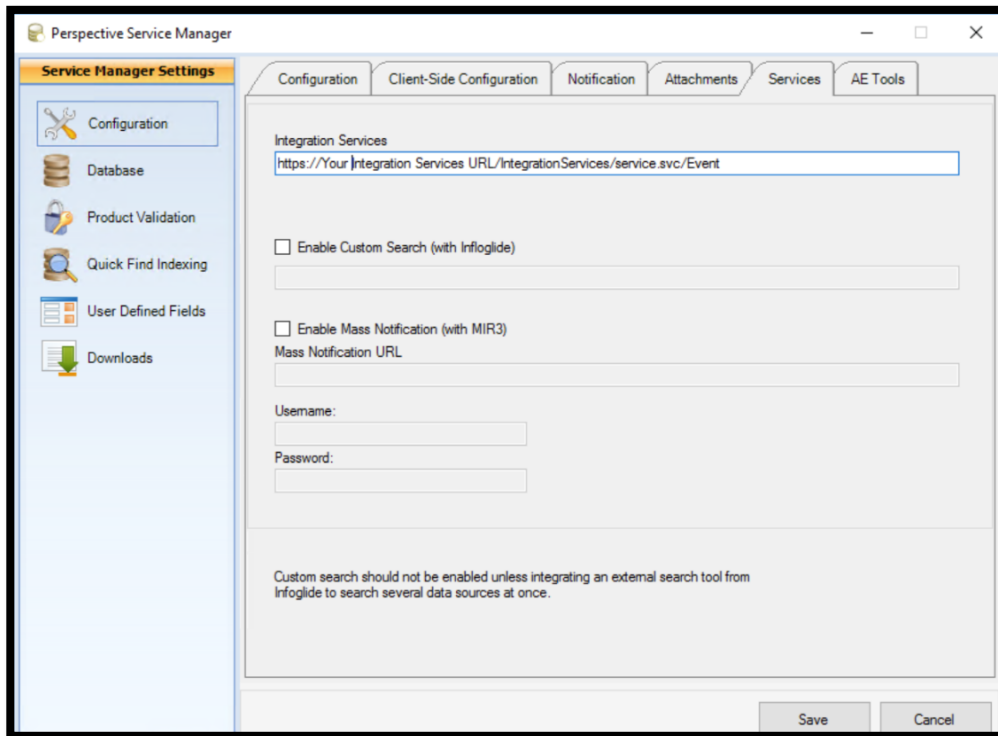 Perspective Service Manager
Service Manager Settings
Configuration
Database
Product Validation
Quick Find Indexing
User Defined Fields
Downloads
Configuration Client-Side Configuration Notification Attachments Services AE Tools
Integration Services
https://Your Integration Services URL/IntegrationServices/service.svc/Event
Enable Custom Search (with Infloglide)
Enable Mass Notification (with MIR3)
Mass Notification URL
Username:
Password:
Custom search should not be enabled unless integrating an external search tool from
Infoglide to search several data sources at once.
Save Cancel